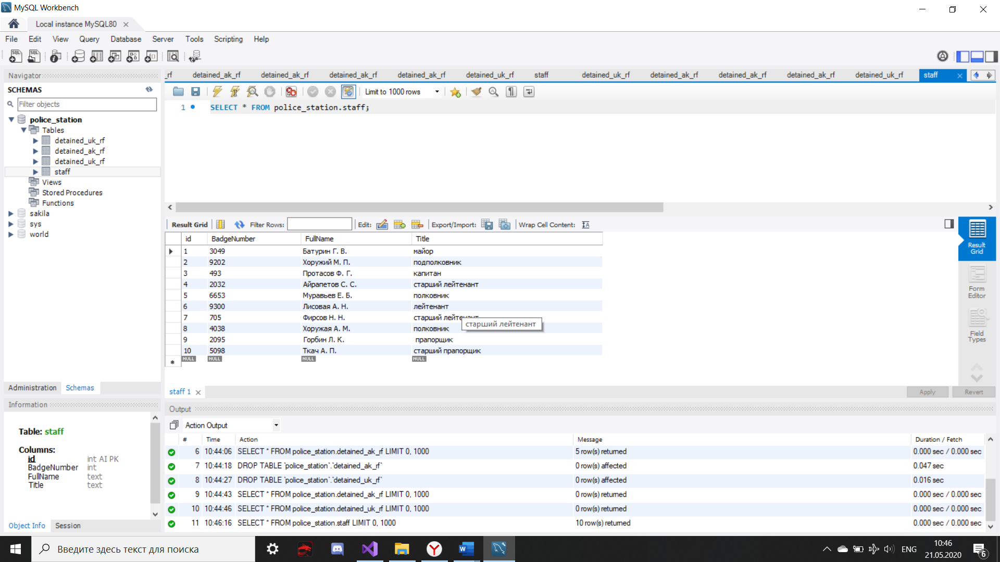 MySQL Workbench
Local instance MySQL80
File Edit View Query Database Server Tools Scripting Help
Navigator
SCHEMAS
Filter objects
police_station
Tables
detained_uk_rf
detained_ak_rf
detained_uk_rf
staff
Views
Stored Procedures
Functions
sakila
sys
world
Administration Schemas
Information
Table: staff
Columns:
id int AI PK
BadgeNumber int
FullName text
Title text
Object Info Session
_rf detained_ak_rf detained_ak_rf detained_ak_rf detained_ak_rf detained_uk_rf staff detained_uk_rf detained_ak_rf detained_ak_rf detained_ak_rf detained_uk_rf staff
Limit to 1000 rows
1 SELECT * FROM police_station.staff;
Result Grid Filter Rows: Edit: Export/Import: Wrap Cell Content:
id BadgeNumber FullName Title
1 3049 Батурин Г. В. майор
2 9202 Хоружий М. П. подполковник
3 493 Протасов Ф. Г. капитан
4 2032 Айрапетов С. С. старший лейтенант
5 6653 Муравьев Е. Б. полковник
6 9300 Лисовая А. Н. лейтенант
7 705 Фирсов Н. Н. старший лейтенант
старший лейтенант
8 4038 Хоружая А. М. полковник
9 2095 Горбин Л. К. прапорщик
10 5098 Ткач А. П. старший прапорщик
NULL NULL NULL NULL
Result Grid
Form Editor
Field Types
staff 1
Apply Revert
Output
Action Output
# Time Action Message Duration / Fetch
6 10:44:06 SELECT * FROM police_station.detained_ak_rf LIMIT 0, 1000 5 row(s) returned 0.000 sec / 0.000 sec
7 10:44:18 DROP TABLE `police_station`.`detained_ak_rf` 0 row(s) affected 0.047 sec
8 10:44:27 DROP TABLE `police_station`.`detained_uk_rf` 0 row(s) affected 0.016 sec
9 10:44:43 SELECT * FROM police_station.detained_ak_rf LIMIT 0, 1000 0 row(s) returned 0.000 sec / 0.000 sec
10 10:44:46 SELECT * FROM police_station.detained_uk_rf LIMIT 0, 1000 0 row(s) returned 0.000 sec / 0.000 sec
11 10:46:16 SELECT * FROM police_station.staff LIMIT 0, 1000 10 row(s) returned 0.000 sec / 0.000 sec
Введите здесь текст для поиска
ENG
10:46
21.05.2020
6